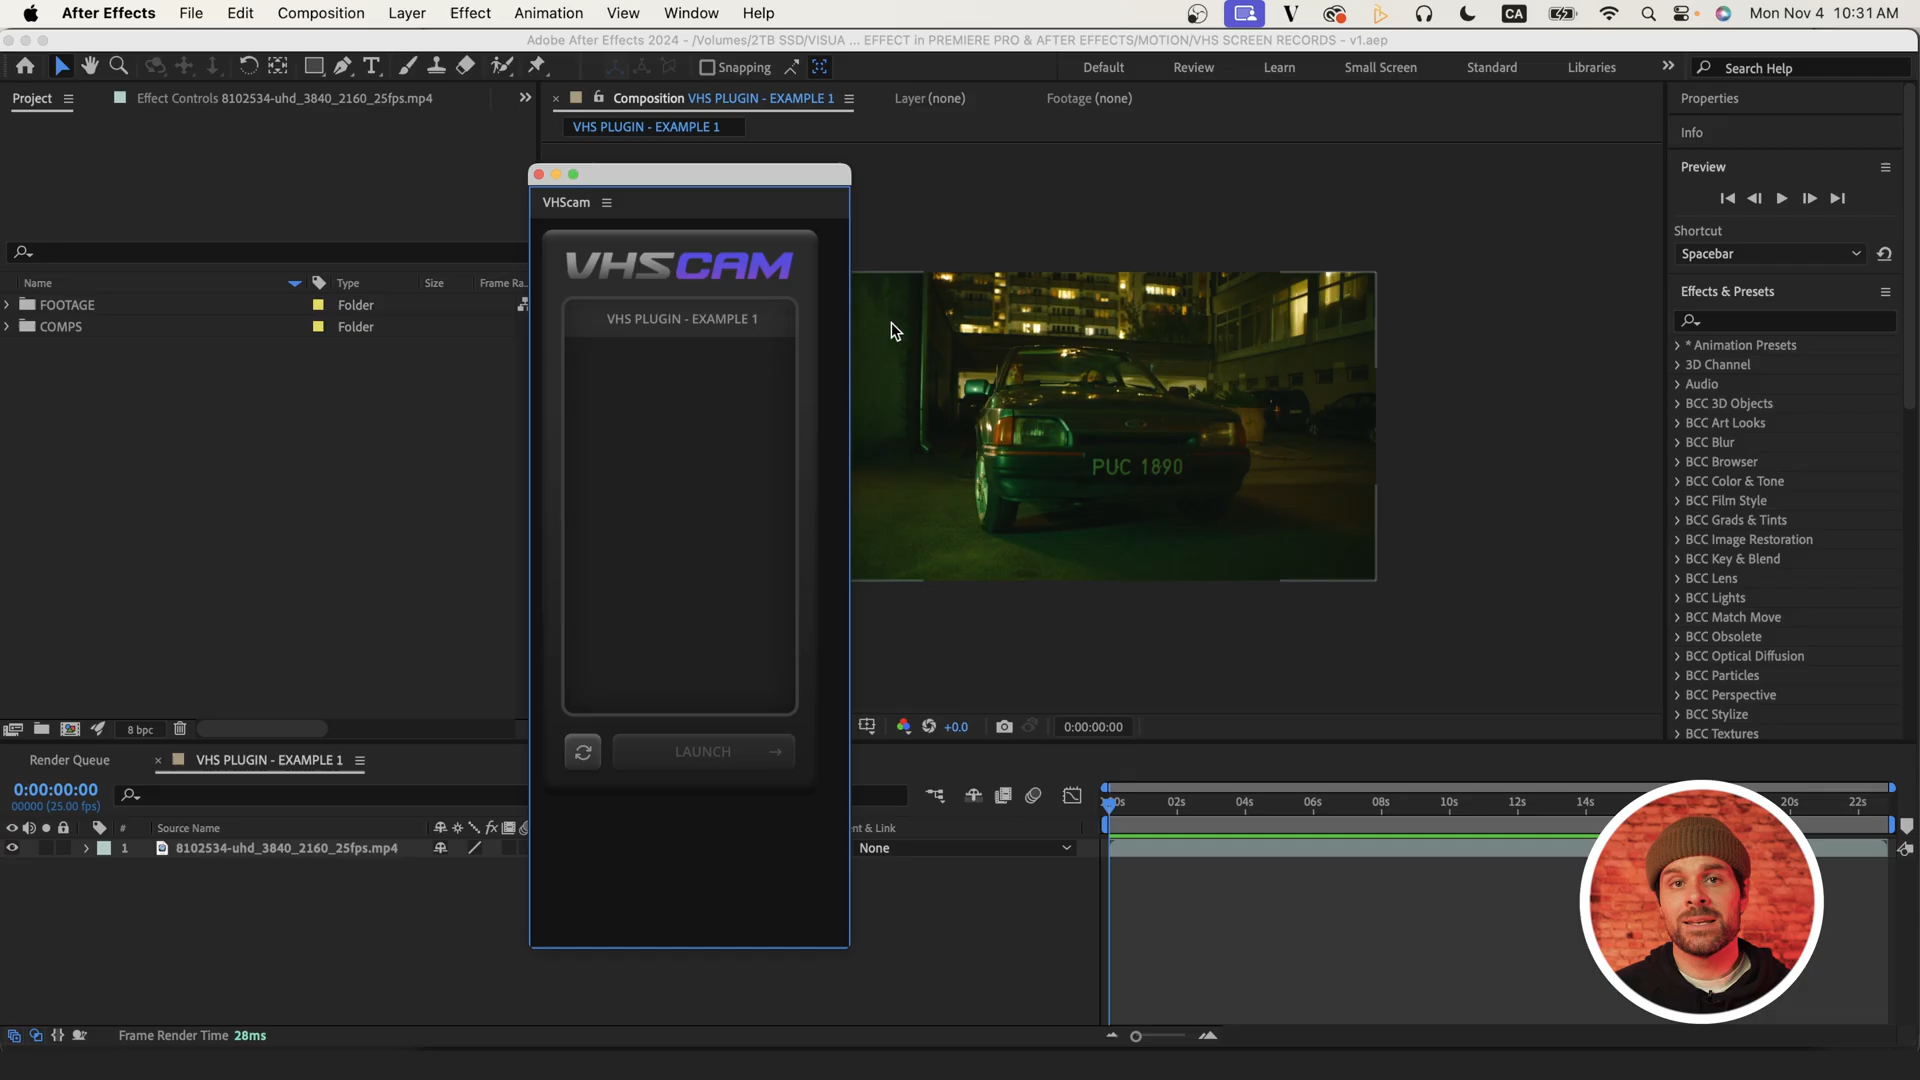 After Effects File Edit Composition Layer Effect Animation View Window Help
CA Mon Nov 4 10:31 AM
Adobe After Effects 2024 - /Volumes/2TB SSD/VISUA ... EFFECT in PREMIERE PRO & AFTER EFFECTS/MOTION/VHS SCREEN RECORDS - v1.aep
Snapping
Default Review Learn Small Screen Standard Libraries
Search Help
Project
Effect Controls 8102534-uhd_3840_2160_25fps.mp4
Composition VHS PLUGIN - EXAMPLE 1
Layer (none)
Footage (none)
VHS PLUGIN - EXAMPLE 1
Name Type Size Frame Ra...
FOOTAGE Folder
COMPS Folder
8 bpc
VHScam
VHSCAM
VHS PLUGIN - EXAMPLE 1
LAUNCH
PUC 1890
+0.0
0:00:00:00
Properties
Info
Preview
Shortcut
Spacebar
Effects & Presets
* Animation Presets
3D Channel
Audio
BCC 3D Objects
BCC Art Looks
BCC Blur
BCC Browser
BCC Color & Tone
BCC Film Style
BCC Grads & Tints
BCC Image Restoration
BCC Key & Blend
BCC Lens
BCC Lights
BCC Match Move
BCC Obsolete
BCC Optical Diffusion
BCC Particles
BCC Perspective
BCC Stylize
BCC Textures
Render Queue
VHS PLUGIN - EXAMPLE 1
0:00:00:00
00000 (25.00 fps)
# Source Name
fx
& Link
1 8102534-uhd_3840_2160_25fps.mp4
None
02s 04s 06s 08s 10s 12s 14s 20s 22s
Frame Render Time 28ms